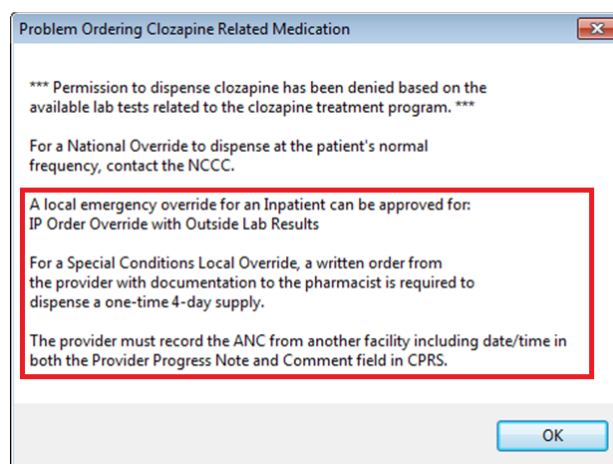 Problem Ordering Clozapine Related Medication
*** Permission to dispense clozapine has been denied based on the
available lab tests related to the clozapine treatment program. ***
For a National Override to dispense at the patient's normal
frequency, contact the NCCC.
A local emergency override for an Inpatient can be approved for:
IP Order Override with Outside Lab Results
For a Special Conditions Local Override, a written order from
the provider with documentation to the pharmacist is required to
dispense a one-time 4-day supply.
The provider must record the ANC from another facility including date/time in
both the Provider Progress Note and Comment field in CPRS.
OK